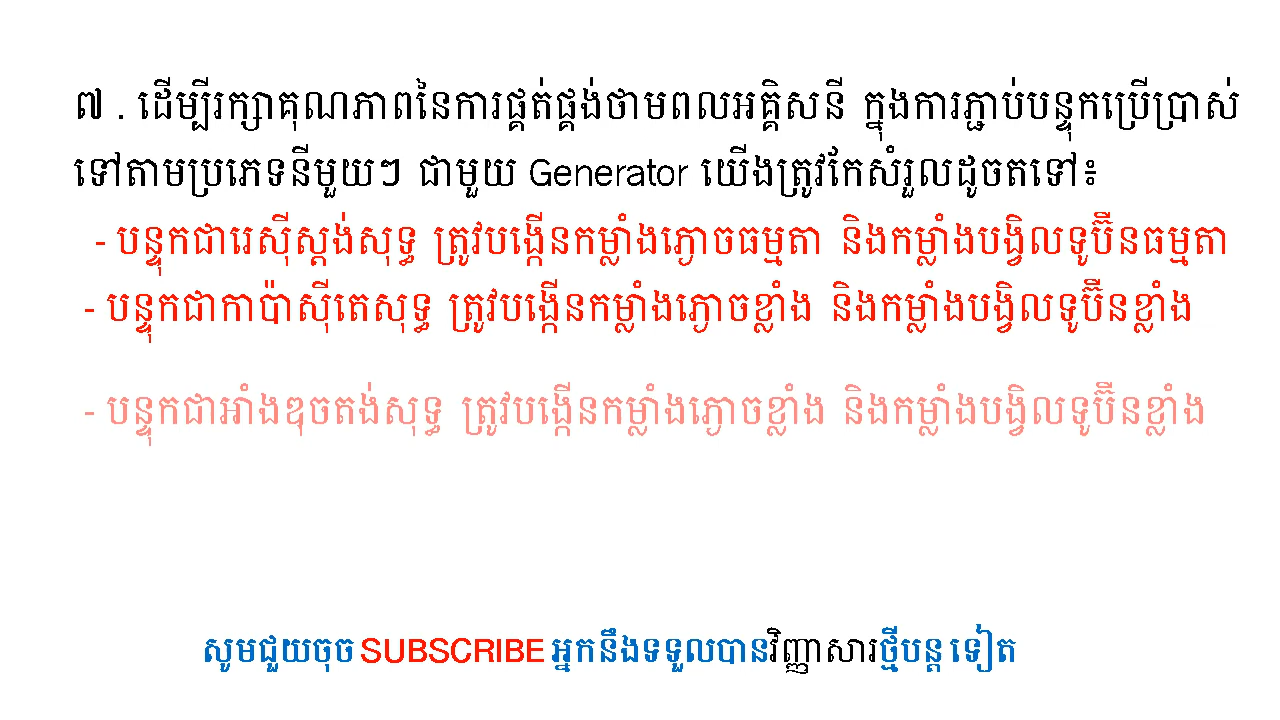 ៧ . ដើម្បីរក្សាគុណភាពនៃការផ្គត់ផ្គង់ថាមពលអគ្គិសនី ក្នុងការភ្ជាប់បន្ទុកប្រើប្រាស់
ទៅតាមប្រភេទនីមួយៗ ជាមួយ Generator យើងត្រូវកែសំរួលដូចតទៅ៖
- បន្ទុកជារេស៊ីស្តង់សុទ្ធ ត្រូវបង្កើនកម្លាំងភ្ញោចធម្មតា និងកម្លាំងបង្វិលទូប៊ីនធម្មតា
- បន្ទុកជាកាប៉ាស៊ីតេសុទ្ធ ត្រូវបង្កើនកម្លាំងភ្ញោចខ្លាំង និងកម្លាំងបង្វិលទូប៊ីនខ្លាំង
- បន្ទុកជាអាំងឌុចតង់សុទ្ធ ត្រូវបង្កើនកម្លាំងភ្ញោចខ្លាំង និងកម្លាំងបង្វិលទូប៊ីនខ្លាំង
សូមជួយចុច SUBSCRIBE អ្នកនឹងទទួលបានវិញ្ញាសារថ្មីបន្ត ទៀត